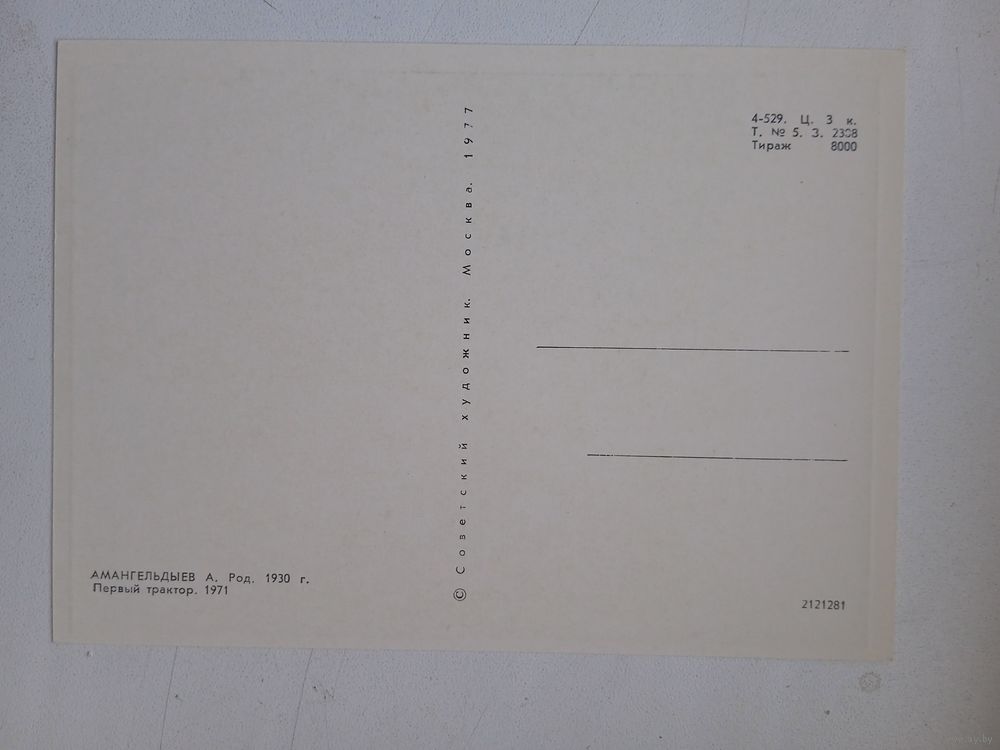 4-529. Ц. 3 к.
Т. № 5. З. 2308
Тираж 8000
© Советский художник. Москва. 1977
АМАНГЕЛЬДЫЕВ А. Род. 1930 г.
Первый трактор. 1971
2121281